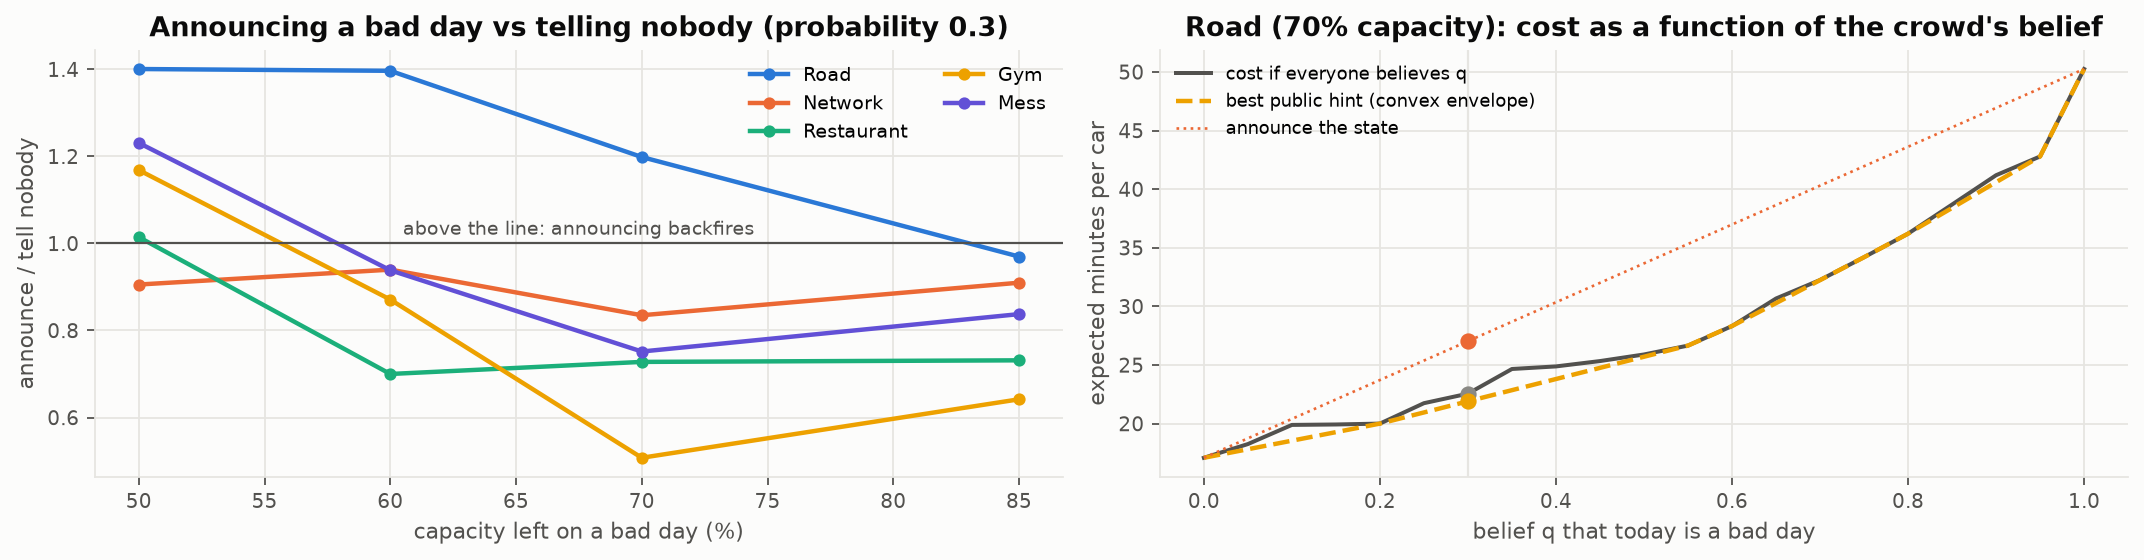 Announcing a bad day vs telling nobody (probability 0.3)
announce / tell nobody
1.4
1.2
1.0
0.8
0.6
Road
Network
Restaurant
Gym
Mess
above the line: announcing backfires
50
55
60
65
70
75
80
85
capacity left on a bad day (%)
Road (70% capacity): cost as a function of the crowd's belief
expected minutes per car
50
45
40
35
30
25
20
cost if everyone believes q
best public hint (convex envelope)
announce the state
0.0
0.2
0.4
0.6
0.8
1.0
belief q that today is a bad day